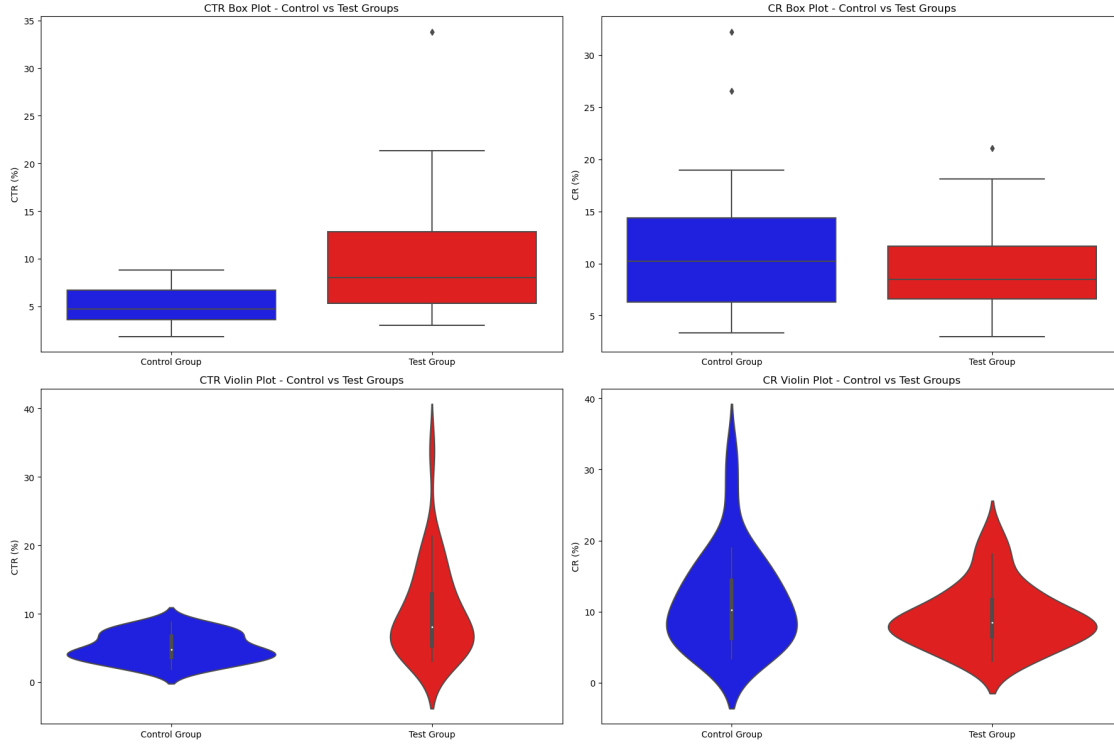 CTR Box Plot - Control vs Test Groups
35
30
25
20
15
10
5
CTR (%)
Control Group
Test Group
CR Box Plot - Control vs Test Groups
30
25
20
15
10
5
CR (%)
Control Group
Test Group
CTR Violin Plot - Control vs Test Groups
40
30
20
10
0
CTR (%)
Control Group
Test Group
CR Violin Plot - Control vs Test Groups
40
30
20
10
0
CR (%)
Control Group
Test Group